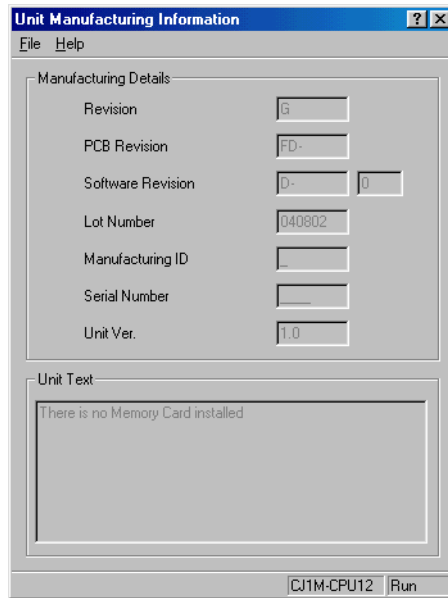 Unit Manufacturing Information
File Help
Manufacturing Details
Revision G
PCB Revision FD-
Software Revision D- 0
Lot Number 040802
Manufacturing ID _
Serial Number ____
Unit Ver. 1.0
Unit Text
There is no Memory Card installed
CJ1M-CPU12 Run